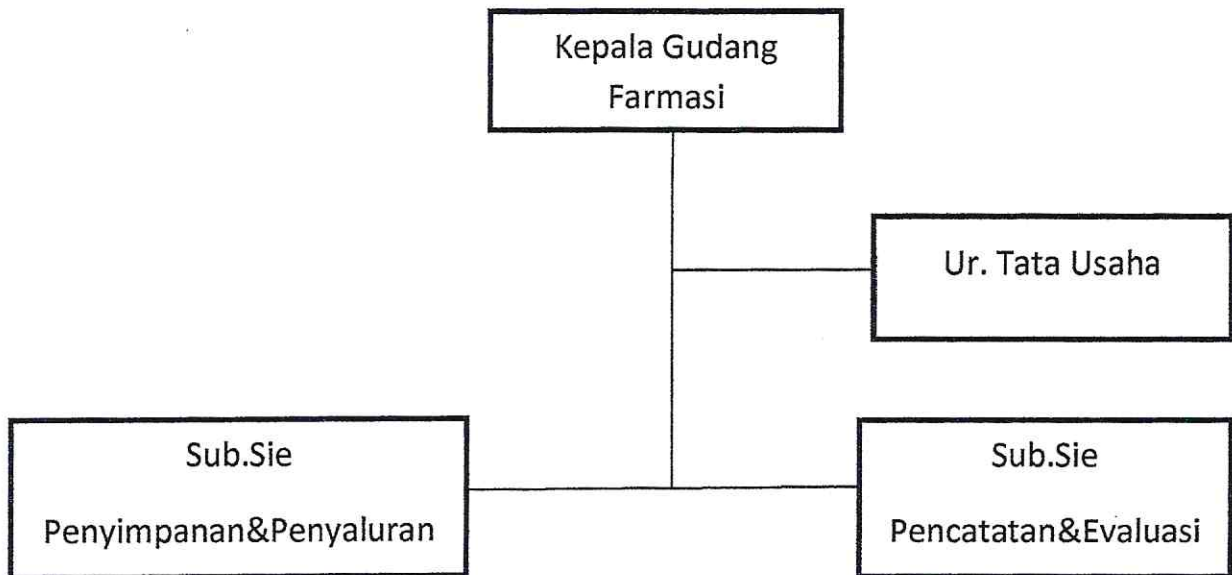 Kepala Gudang
Farmasi
Ur. Tata Usaha
Sub.Sie
Penyimpanan&Penyaluran
Sub.Sie
Pencatatan&Evaluasi